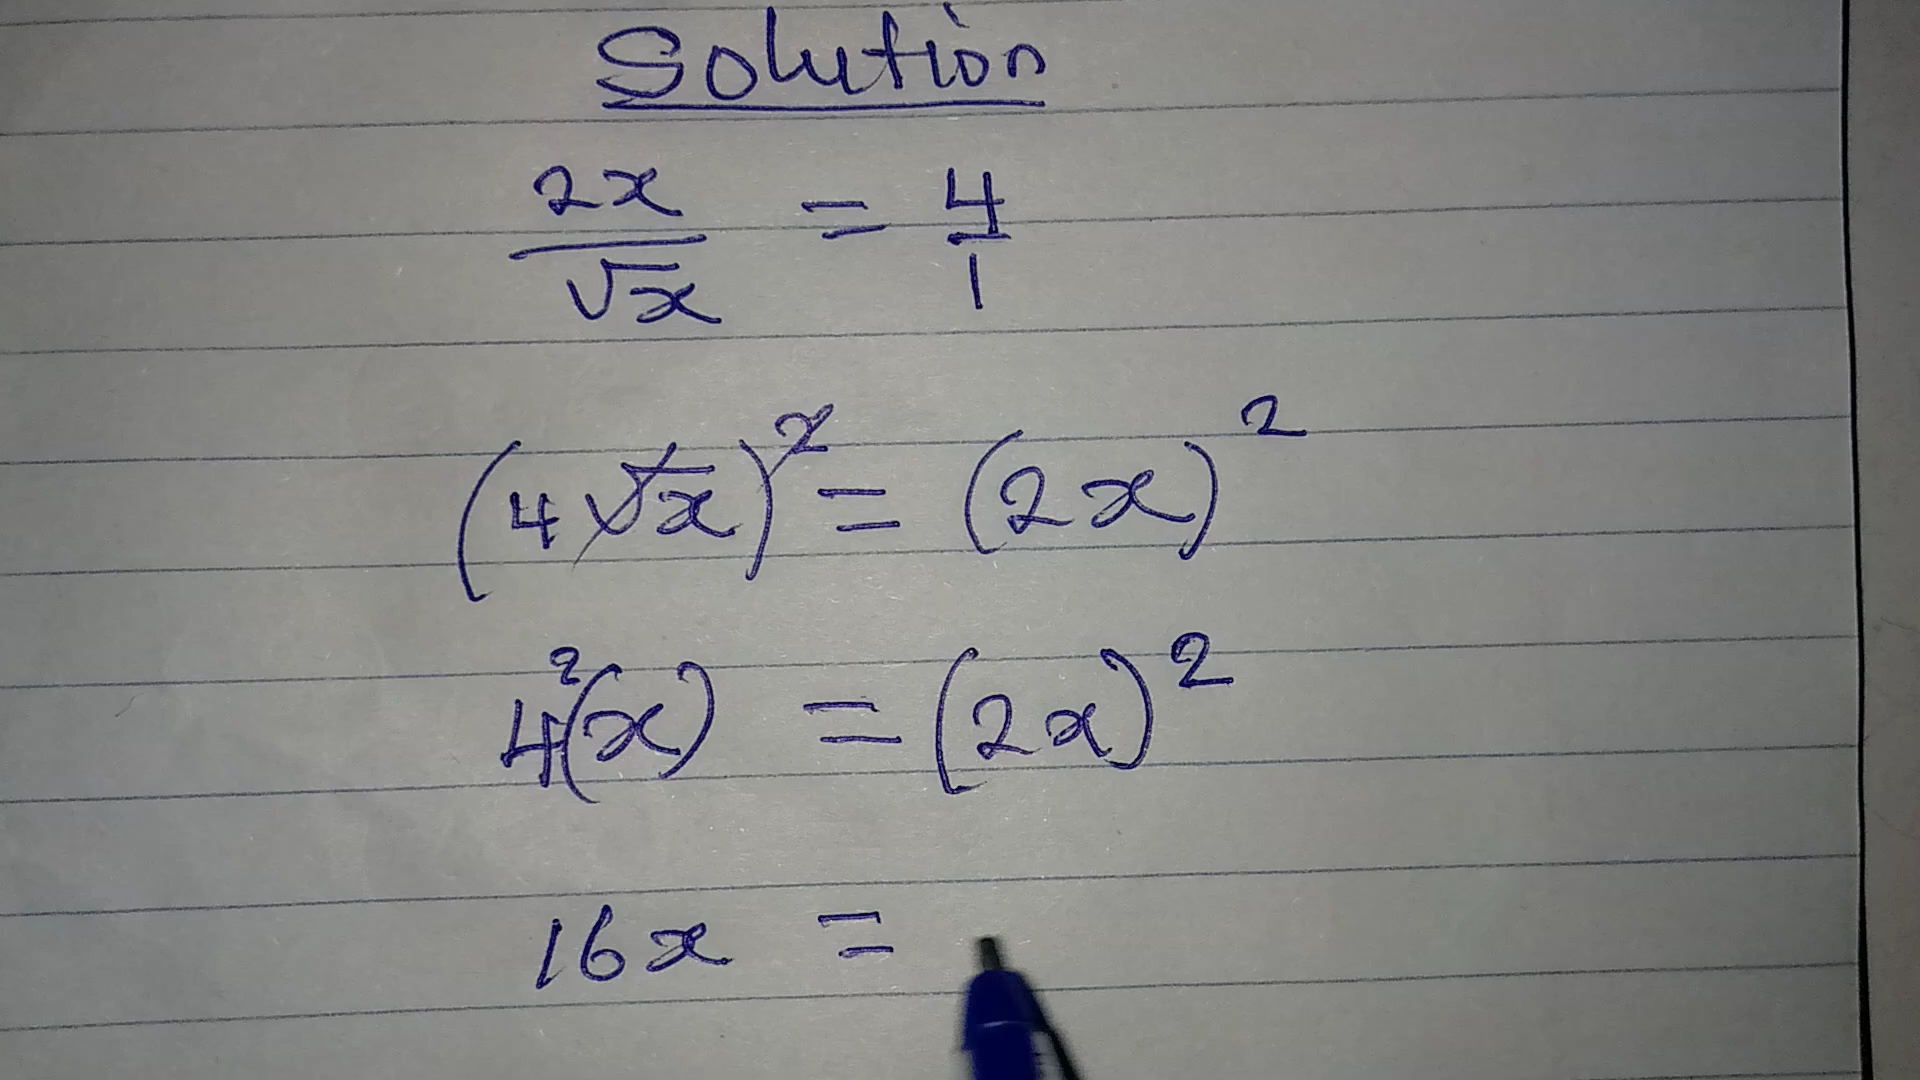 Solution
2x/√x = 4/1
(4√x)² = (2x)²
4²(x) = (2x)²
16x =